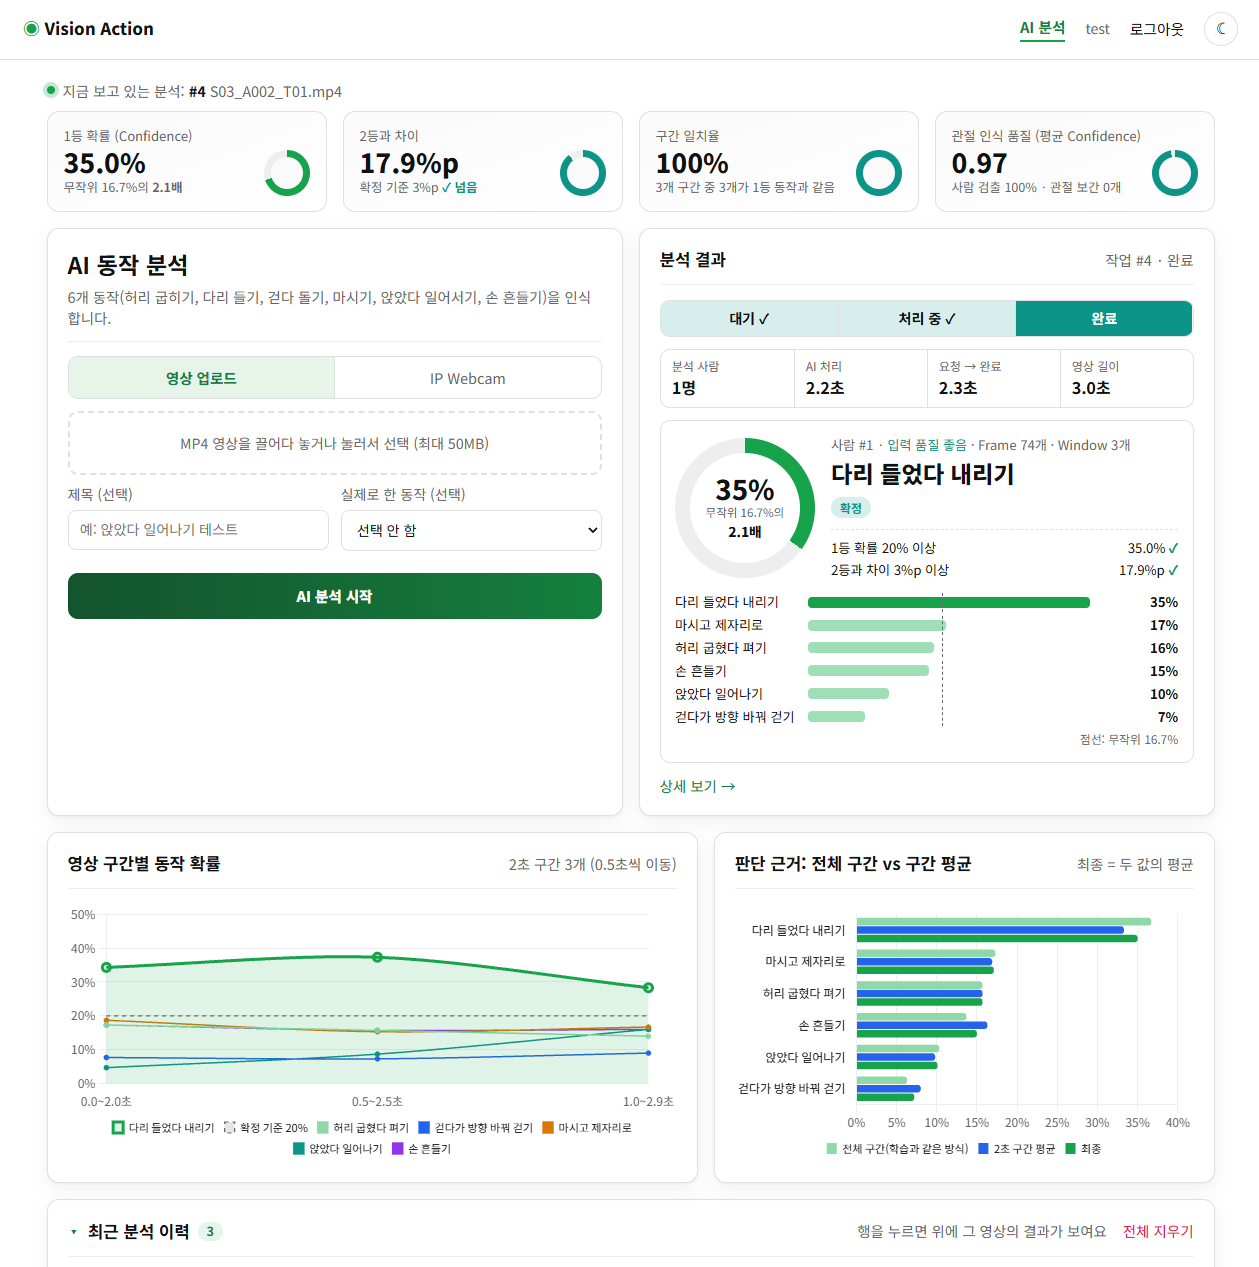 Vision Action
AI 분석
test
로그아웃
지금 보고 있는 분석: #4 S03_A002_T01.mp4
1등 확률 (Confidence)
35.0%
무작위 16.7%의 2.1배
2등과 차이
17.9%p
확정 기준 3%p ✓ 넘음
구간 일치율
100%
3개 구간 중 3개가 1등 동작과 같음
관절 인식 품질 (평균 Confidence)
0.97
사람 검출 100% · 관절 보간 0개
AI 동작 분석
6개 동작(허리 굽히기, 다리 들기, 걷다 돌기, 마시기, 앉았다 일어서기, 손 흔들기)을 인식
합니다.
영상 업로드
IP Webcam
MP4 영상을 끌어다 놓거나 눌러서 선택 (최대 50MB)
제목 (선택)
실제로 한 동작 (선택)
예: 앉았다 일어나기 테스트
선택 안 함
AI 분석 시작
분석 결과
작업 #4 · 완료
대기 ✓
처리 중 ✓
완료
분석 사람
1명
AI 처리
2.2초
요청 → 완료
2.3초
영상 길이
3.0초
35%
무작위 16.7%의
2.1배
사람 #1 · 입력 품질 좋음 · Frame 74개 · Window 3개
다리 들었다 내리기
확정
1등 확률 20% 이상
35.0% ✓
2등과 차이 3%p 이상
17.9%p ✓
다리 들었다 내리기 35%
마시고 제자리로 17%
허리 굽혔다 펴기 16%
손 흔들기 15%
앉았다 일어나기 10%
걷다가 방향 바꿔 걷기 7%
점선: 무작위 16.7%
상세 보기 →
영상 구간별 동작 확률
2초 구간 3개 (0.5초씩 이동)
50%
40%
30%
20%
10%
0%
0.0~2.0초
0.5~2.5초
1.0~2.9초
다리 들었다 내리기 확정 기준 20% 허리 굽혔다 펴기 걷다가 방향 바꿔 걷기 마시고 제자리로
앉았다 일어나기 손 흔들기
판단 근거: 전체 구간 vs 구간 평균
최종 = 두 값의 평균
다리 들었다 내리기
마시고 제자리로
허리 굽혔다 펴기
손 흔들기
앉았다 일어나기
걷다가 방향 바꿔 걷기
0% 5% 10% 15% 20% 25% 30% 35% 40%
전체 구간(학습과 같은 방식) 2초 구간 평균 최종
최근 분석 이력 3
행을 누르면 위에 그 영상의 결과가 보여요
전체 지우기